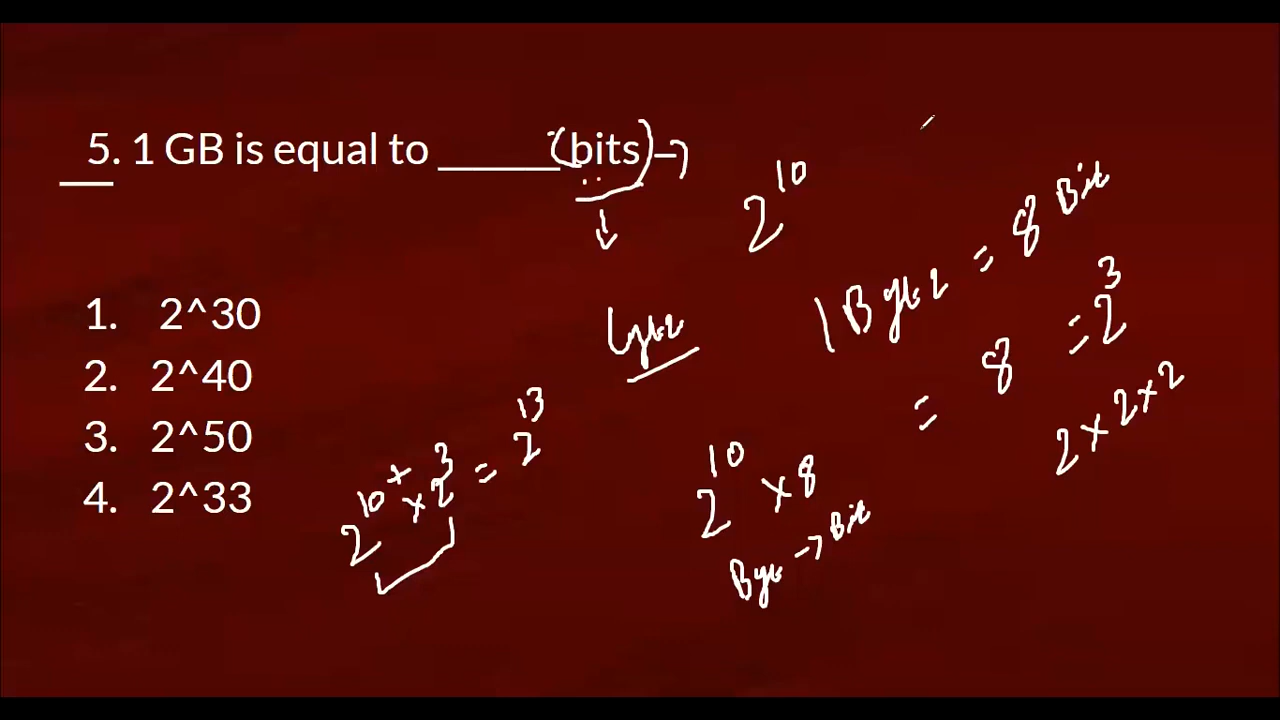 5. 1 GB is equal to ______(bits) →
2^10
1 Byte = 8 Bit
= 8 = 2^3
2 × 2 × 2
1. 2^30
2. 2^40
3. 2^50
4. 2^33
2^10 + × 2^3 = 2^13
2^10 × 8
Byte → Bit